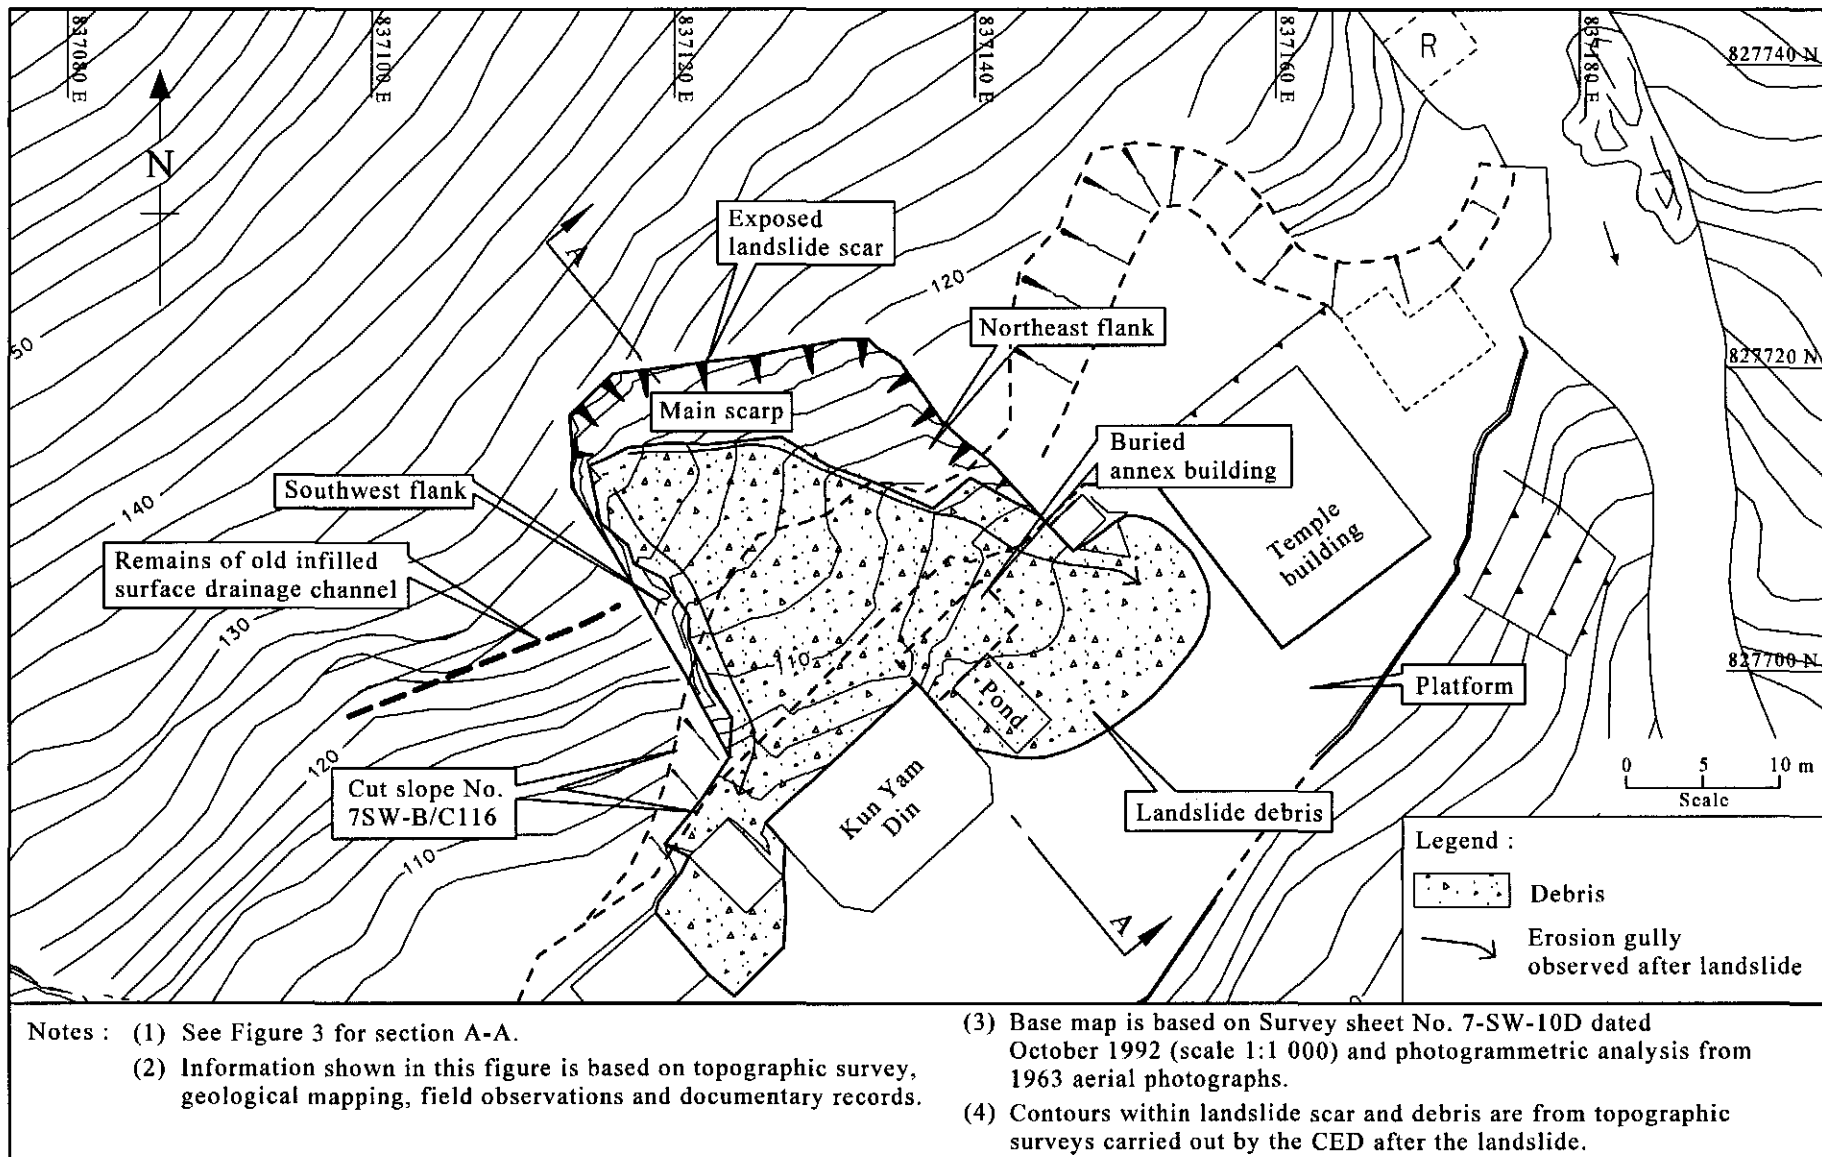 837080 E
837100 E
837120 E
837140 E
837160 E
837180 E
827740 N
R
N
A
Exposed
landslide scar
120
Northeast flank
827720 N
50
Main scarp
Buried
annex building
Southwest flank
140
Temple
building
Remains of old infilled
surface drainage channel
130
110
827700 N
Pond
Platform
120
Cut slope No.
7SW-B/C116
Kun Yam
Din
Landslide debris
0 5 10 m
Scale
110
A
Legend :
Debris
Erosion gully
observed after landslide
Notes : (1) See Figure 3 for section A-A.
(2) Information shown in this figure is based on topographic survey,
geological mapping, field observations and documentary records.
(3) Base map is based on Survey sheet No. 7-SW-10D dated
October 1992 (scale 1:1 000) and photogrammetric analysis from
1963 aerial photographs.
(4) Contours within landslide scar and debris are from topographic
surveys carried out by the CED after the landslide.